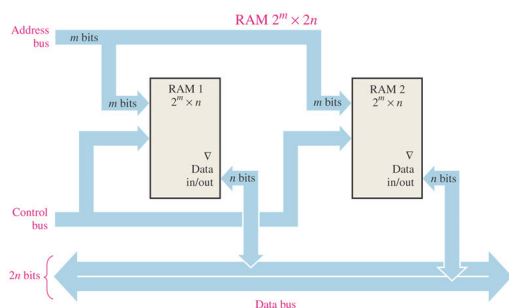 RAM 2^m × 2n
Address
bus
m bits
m bits
RAM 1
2^m × n
∇
Data
in/out
n bits
m bits
RAM 2
2^m × n
∇
Data
in/out
n bits
Control
bus
2n bits
Data bus